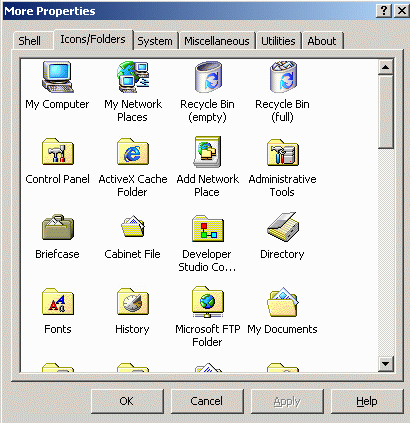 More Properties
Shell Icons/Folders System Miscellaneous Utilities About
My Computer My Network Places Recycle Bin (empty) Recycle Bin (full)
Control Panel ActiveX Cache Folder Add Network Place Administrative Tools
Briefcase Cabinet File Developer Studio Co... Directory
Fonts History Microsoft FTP Folder My Documents
OK Cancel Apply Help